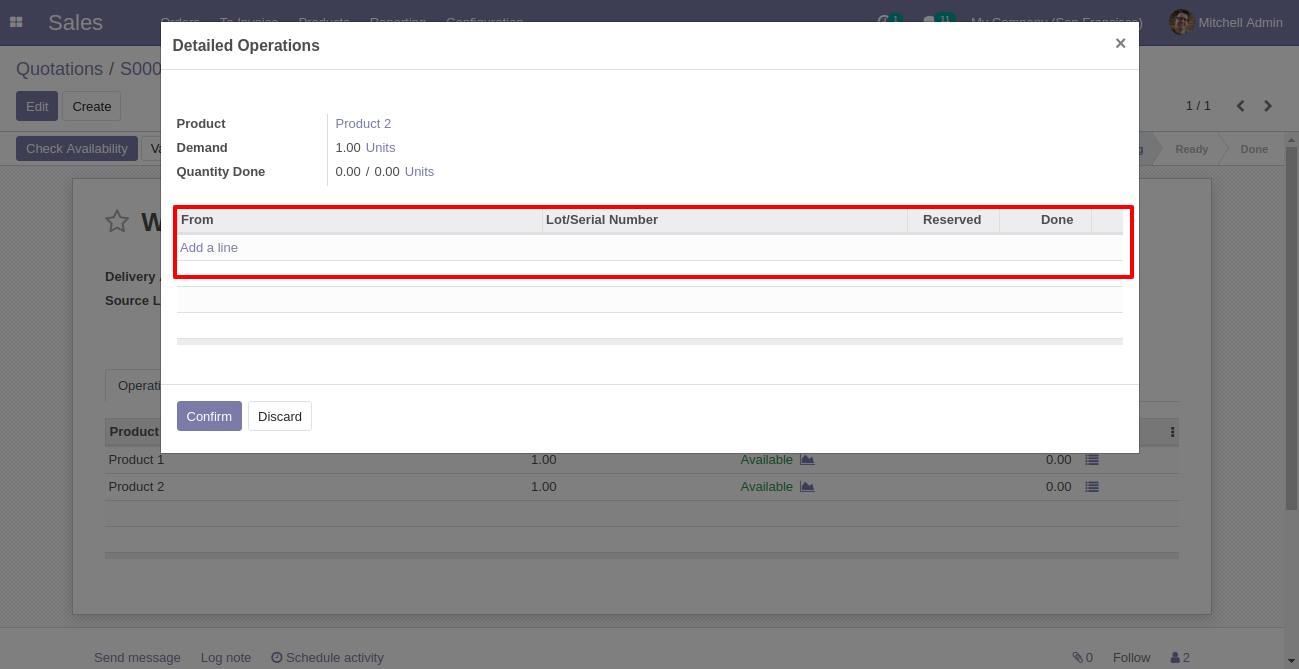 Sales Orders To Invoice Products Reporting Configuration 1 11 My Company (San Francisco) Mitchell Admin
Detailed Operations ×
Quotations / S000
Edit Create 1 / 1
Product Product 2
Check Availability Ready Done
Demand 1.00 Units
Quantity Done 0.00 / 0.00 Units
From Lot/Serial Number Reserved Done
W
Add a line
Delivery
Source L
Operati
Confirm Discard
Product
Product 1 1.00 Available 0.00
Product 2 1.00 Available 0.00
Send message Log note Schedule activity 0 Follow 2